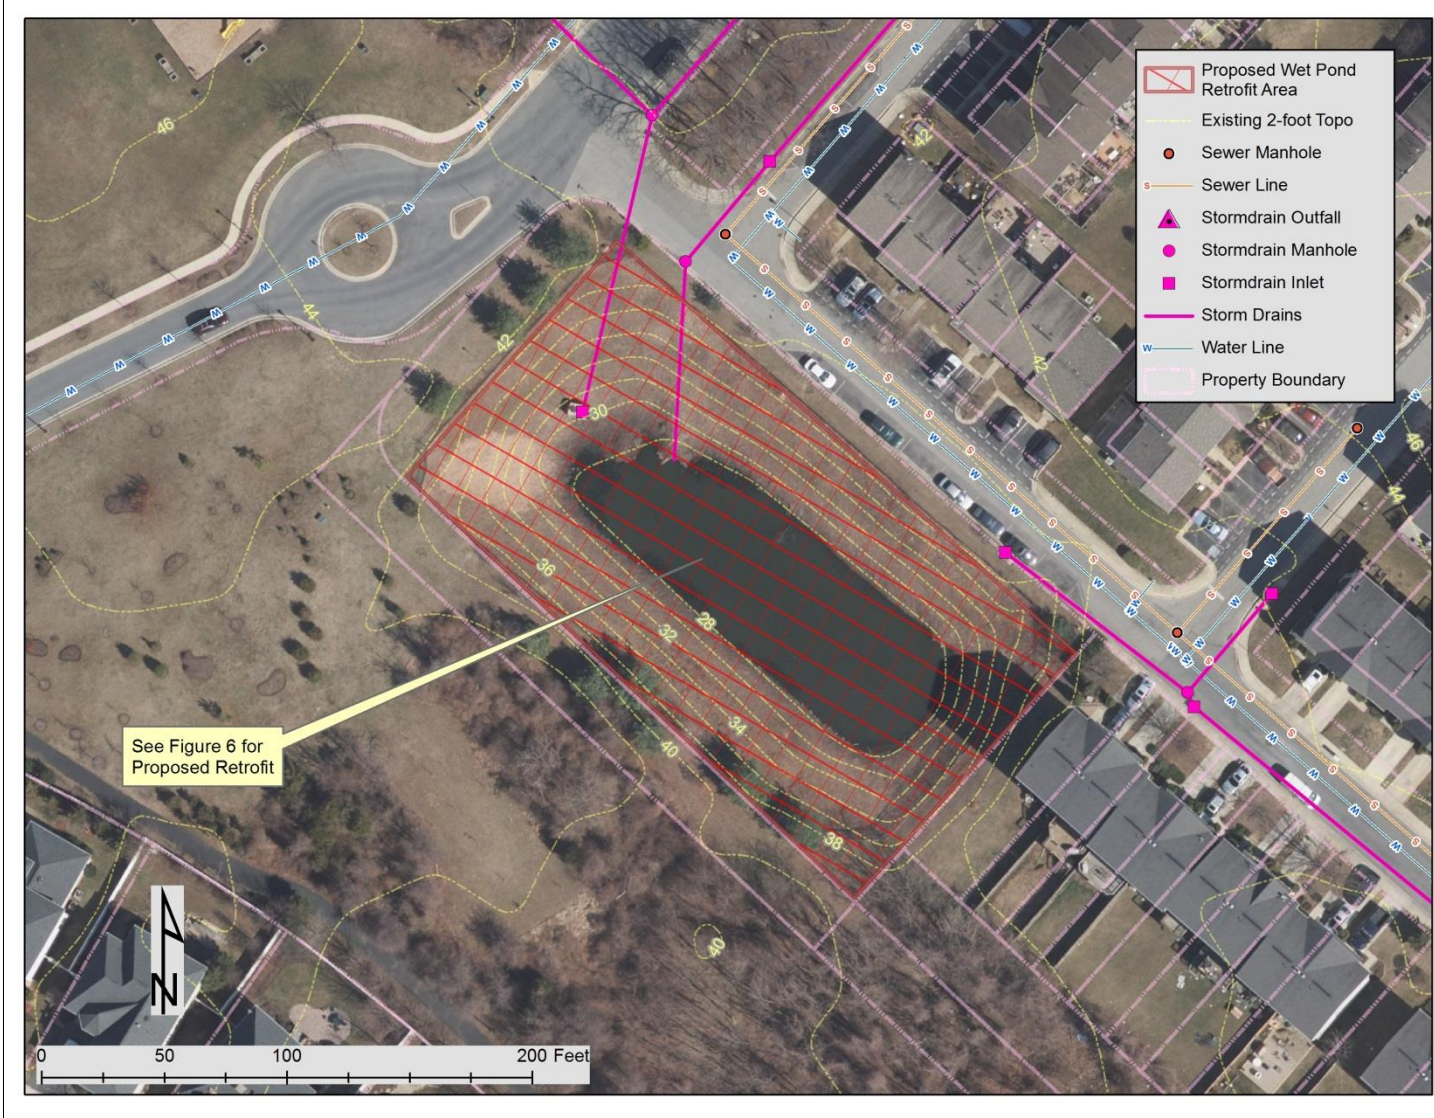 Proposed Wet Pond
Retrofit Area
Existing 2-foot Topo
Sewer Manhole
S
Sewer Line
Stormdrain Outfall
Stormdrain Manhole
Stormdrain Inlet
Storm Drains
W
Water Line
Property Boundary
46
42
44
42
42
30
46
44
36
32
28
34
40
38
40
See Figure 6 for
Proposed Retrofit
N
0 50 100 200 Feet